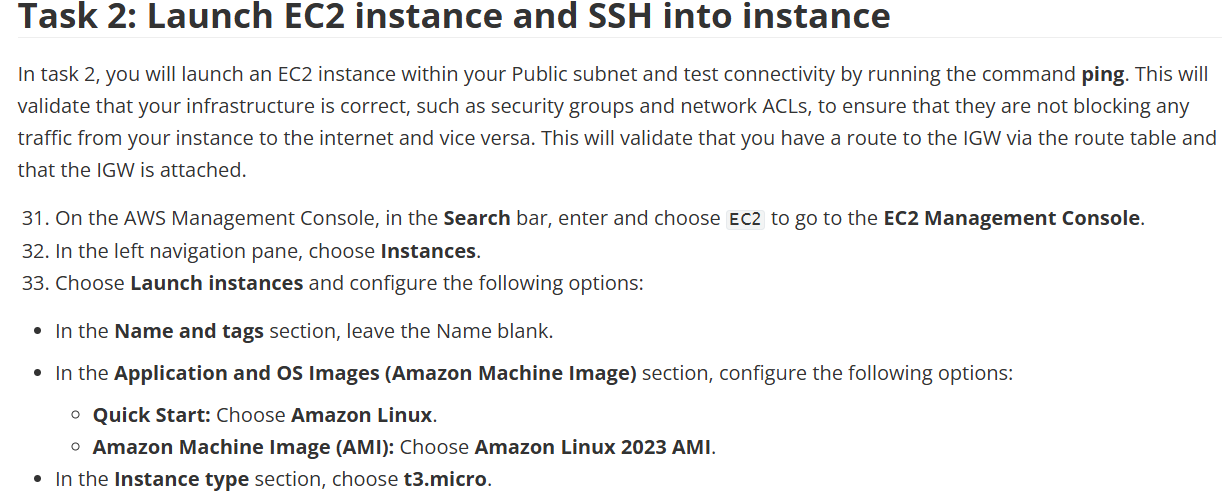 Task 2: Launch EC2 instance and SSH into instance
In task 2, you will launch an EC2 instance within your Public subnet and test connectivity by running the command ping. This will
validate that your infrastructure is correct, such as security groups and network ACLs, to ensure that they are not blocking any
traffic from your instance to the internet and vice versa. This will validate that you have a route to the IGW via the route table and
that the IGW is attached.
31. On the AWS Management Console, in the Search bar, enter and choose EC2 to go to the EC2 Management Console.
32. In the left navigation pane, choose Instances.
33. Choose Launch instances and configure the following options:
• In the Name and tags section, leave the Name blank.
• In the Application and OS Images (Amazon Machine Image) section, configure the following options:
◦ Quick Start: Choose Amazon Linux.
◦ Amazon Machine Image (AMI): Choose Amazon Linux 2023 AMI.
• In the Instance type section, choose t3.micro.